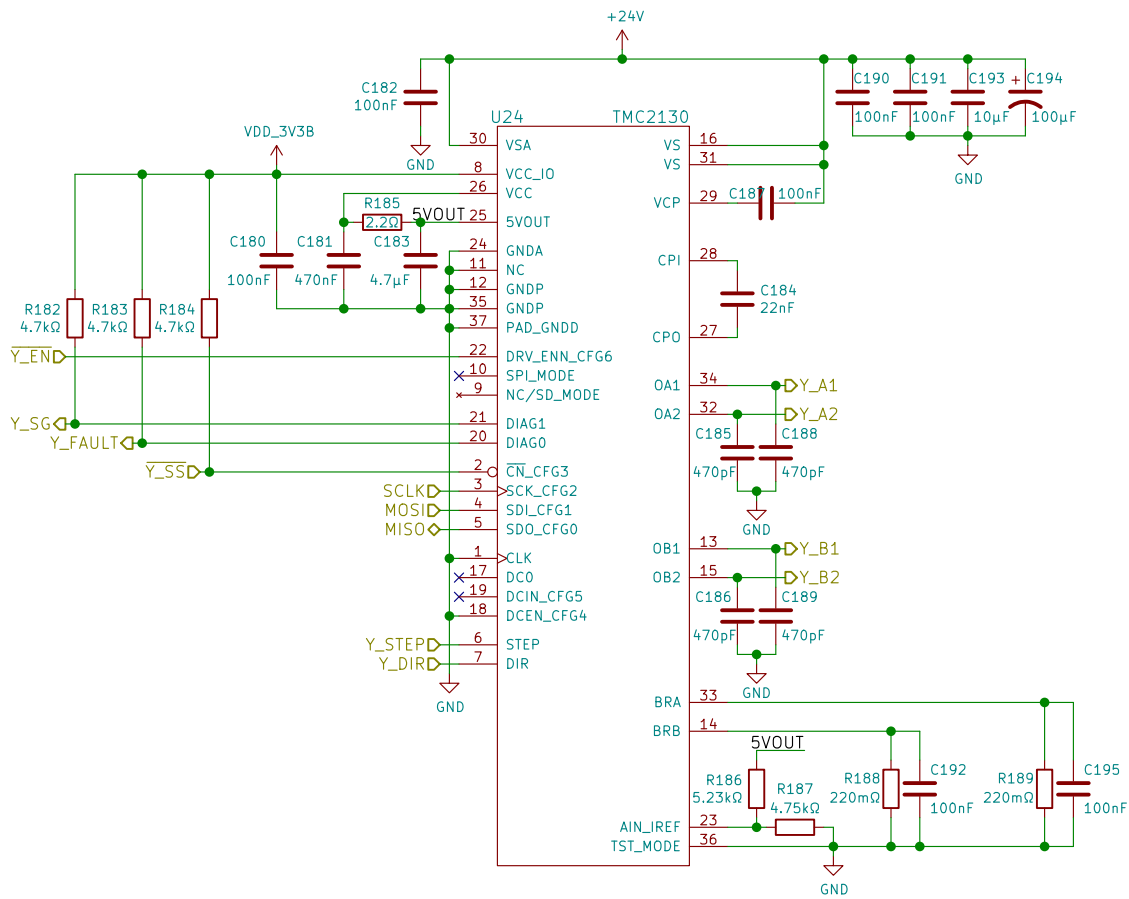 +24V
C182
100nF
GND
C190
100nF
C191
100nF
C193
10µF
+ C194
100µF
GND
VDD_3V3B
U24
TMC2130
30 VSA
8 VCC_IO
26 VCC
25 5VOUT
24 GNDA
11 NC
12 GNDP
35 GNDP
37 PAD_GNDD
22 DRV_ENN_CFG6
10 SPI_MODE
9 NC/SD_MODE
21 DIAG1
20 DIAG0
2 CN_CFG3
3 SCK_CFG2
4 SDI_CFG1
5 SDO_CFG0
1 CLK
17 DCO
19 DCIN_CFG5
18 DCEN_CFG4
6 STEP
7 DIR
VS 16
VS 31
VCP 29
CPI 28
CPO 27
OA1 34
OA2 32
OB1 13
OB2 15
BRA 33
BRB 14
AIN_IREF 23
TST_MODE 36
R185
2.2Ω
5VOUT
C180
100nF
C181
470nF
C183
4.7µF
R182
4.7kΩ
R183
4.7kΩ
R184
4.7kΩ
Y_EN
Y_SG
Y_FAULT
Y_SS
SCLK
MOSI
MISO
Y_STEP
Y_DIR
GND
C187 100nF
C184
22nF
Y_A1
Y_A2
C185
470pF
C188
470pF
GND
Y_B1
Y_B2
C186
470pF
C189
470pF
GND
5VOUT
R186
5.23kΩ
R187
4.75kΩ
R188
220mΩ
C192
100nF
R189
220mΩ
C195
100nF
GND